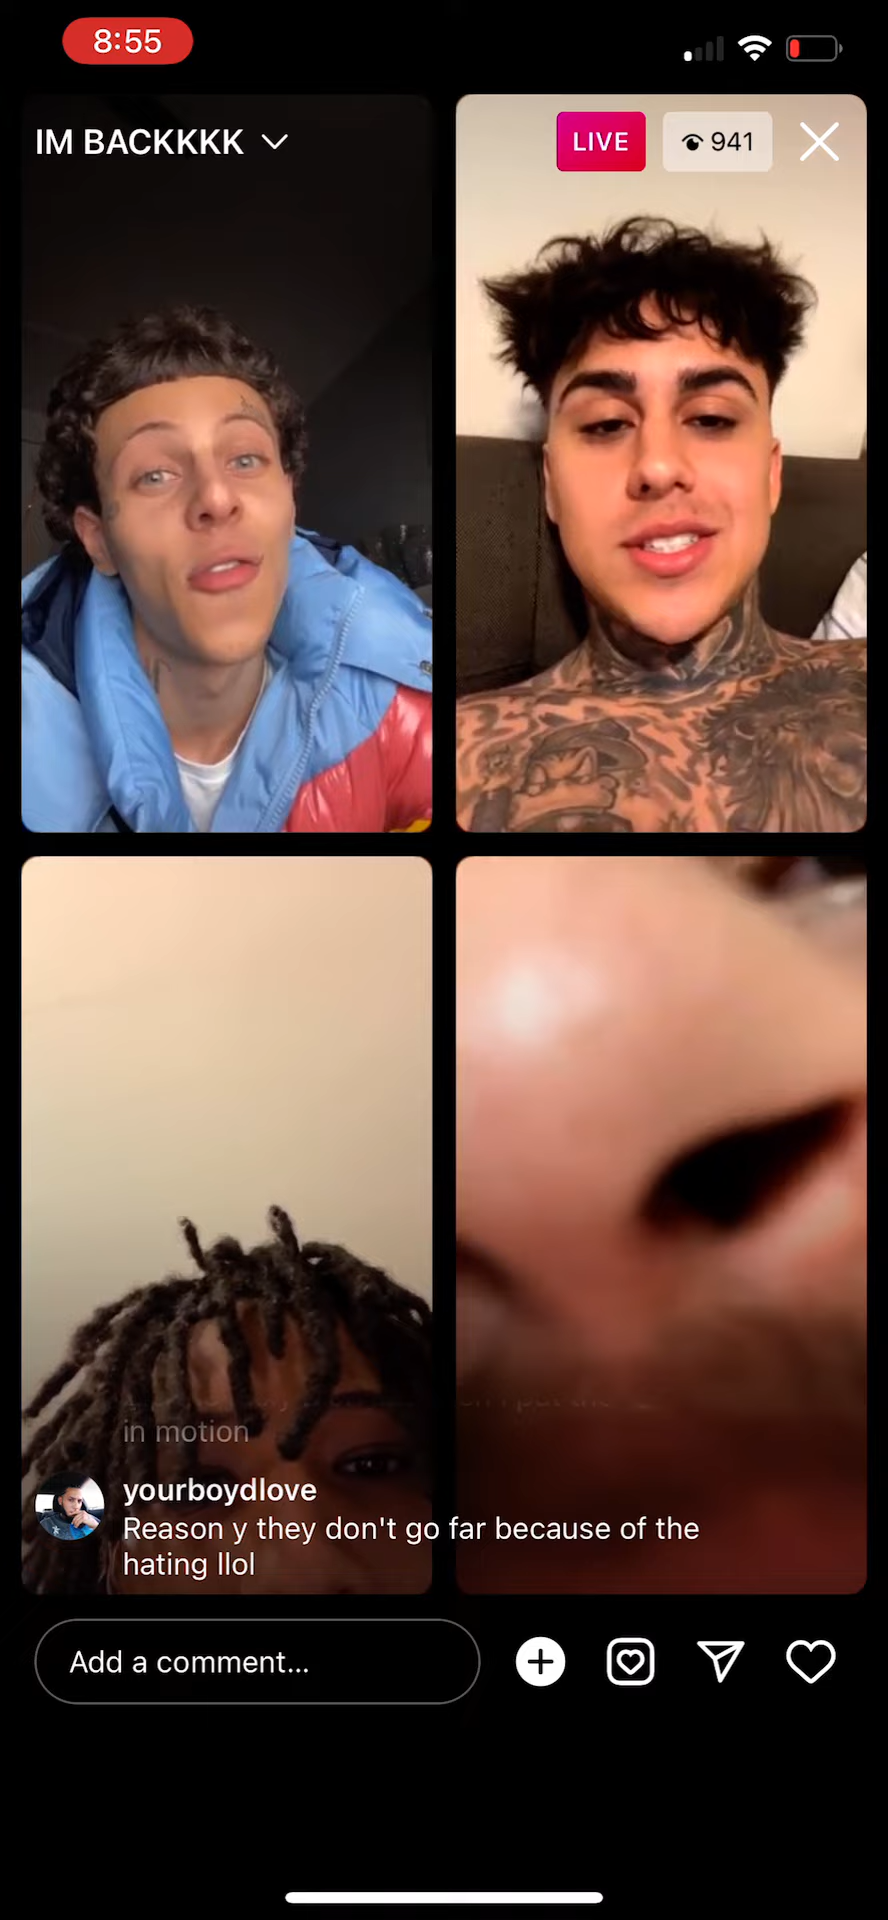 8:55
IM BACKKKK
LIVE
941
in motion
yourboydlove
Reason y they don't go far because of the
hating llol
Add a comment...